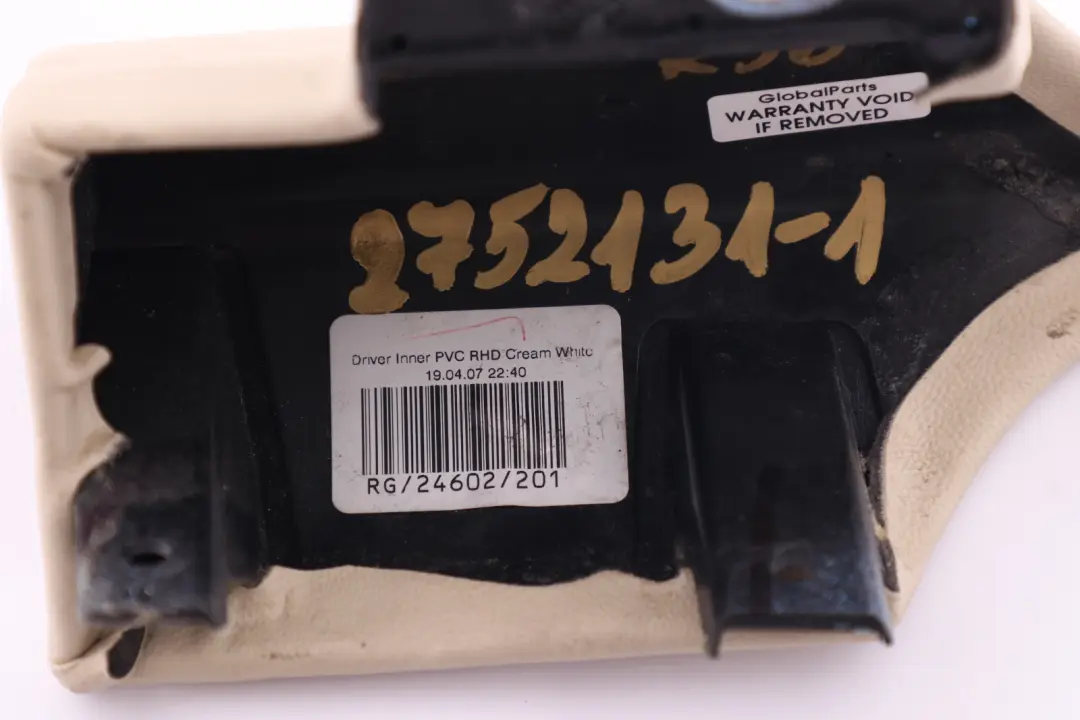 GlobalParts
WARRANTY VOID
IF REMOVED
2752131-1
Driver Inner PVC RHD Cream White
19.04.07 22:40
RG/24602/201